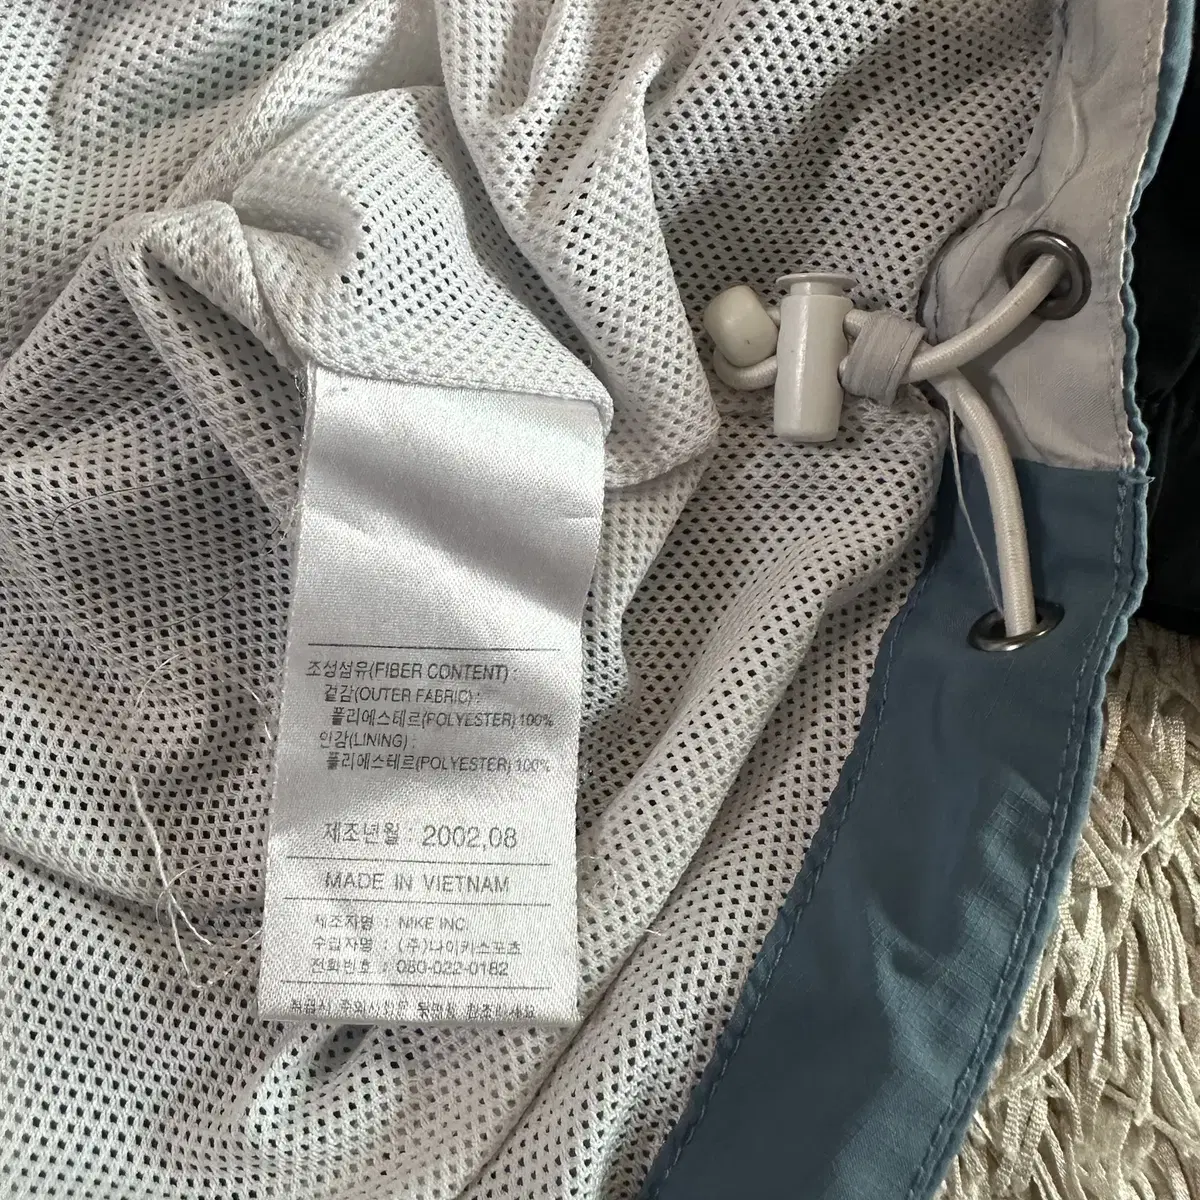 조성섬유(FIBER CONTENT) :
겉감(OUTER FABRIC) :
폴리에스테르(POLYESTER) 100%
안감(LINING) :
폴리에스테르(POLYESTER) 100%
제조년월 : 2002.08
MADE IN VIETNAM
제조자명 : NIKE INC.
수입자명 : (주)나이키스포츠
전화번호 : 080-022-0182